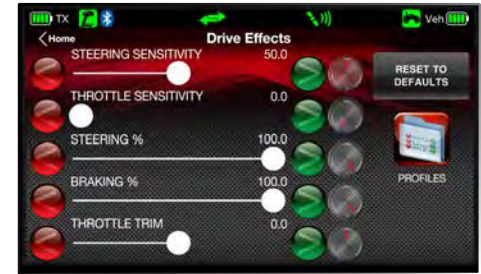 TX Veh
Home Drive Effects
STEERING SENSITIVITY 50.0
RESET TO
DEFAULTS
THROTTLE SENSITIVITY 0.0
STEERING % 100.0
PROFILES
BRAKING % 100.0
THROTTLE TRIM 0.0